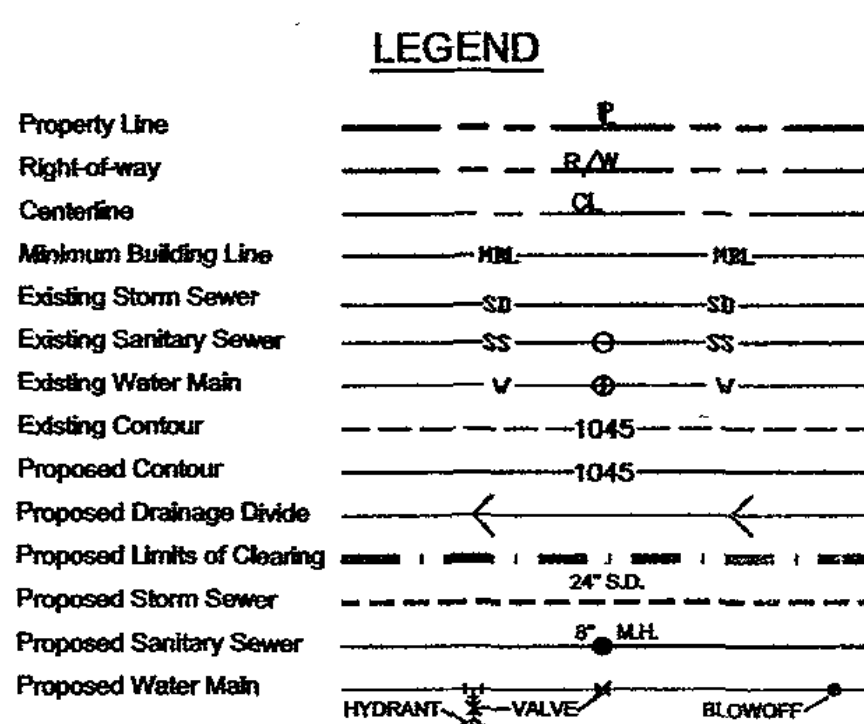 LEGEND
Property Line P
Right-of-way R/W
Centerline CL
Minimum Building Line MBL MBL
Existing Storm Sewer SD SD
Existing Sanitary Sewer SS SS
Existing Water Main W W
Existing Contour 1045
Proposed Contour 1045
Proposed Drainage Divide
Proposed Limits of Clearing
24" S.D.
Proposed Storm Sewer
Proposed Sanitary Sewer 8" M.H.
Proposed Water Main
HYDRANT VALVE BLOWOFF